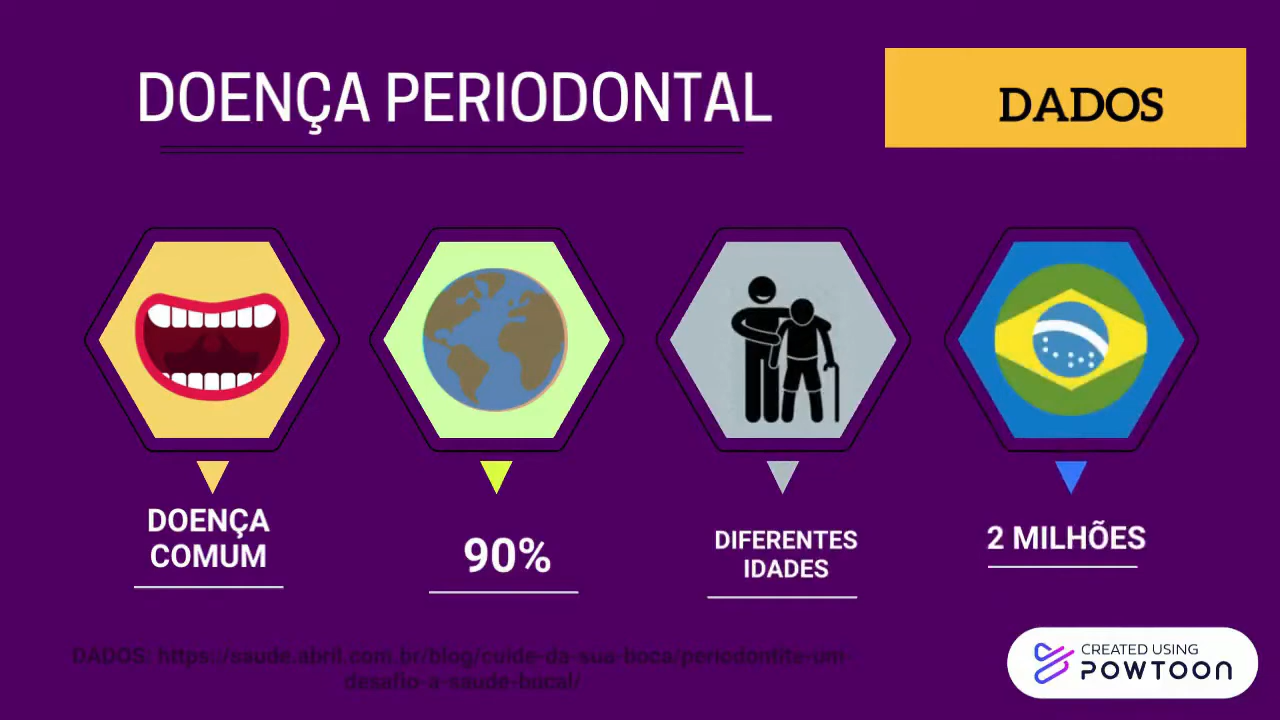 DOENÇA PERIODONTAL
DADOS
DOENÇA
COMUM
90%
DIFERENTES
IDADES
2 MILHÕES
DADOS: https://saude.abril.com.br/blog/cuide-da-sua-boca/periodontite-um-
desafio-a-saude-bucal/
CREATED USING
POWTOON